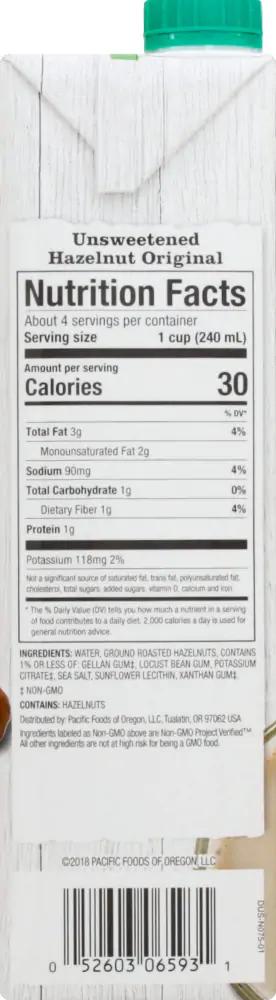 Unsweetened
Hazelnut Original
Nutrition Facts
About 4 servings per container
Serving size 1 cup (240 mL)
Amount per serving
Calories 30
% DV*
Total Fat 3g 4%
Monounsaturated Fat 2g
Sodium 90mg 4%
Total Carbohydrate 1g 0%
Dietary Fiber 1g 4%
Protein 1g
Potassium 118mg 2%
Not a significant source of saturated fat, trans fat, polyunsaturated fat,
cholesterol, total sugars, added sugars, vitamin D, calcium and iron
* The % Daily Value (DV) tells you how much a nutrient in a serving
of food contributes to a daily diet. 2,000 calories a day is used for
general nutrition advice.
INGREDIENTS: WATER, GROUND ROASTED HAZELNUTS, CONTAINS
1% OR LESS OF: GELLAN GUM‡, LOCUST BEAN GUM, POTASSIUM
CITRATE‡, SEA SALT, SUNFLOWER LECITHIN, XANTHAN GUM‡.
‡ NON-GMO
CONTAINS: HAZELNUTS
Distributed by: Pacific Foods of Oregon, LLC, Tualatin, OR 97062 USA
Ingredients labeled as Non-GMO above are Non-GMO Project Verified™.
All other ingredients are not at high risk for being a GMO food.
©2018 PACIFIC FOODS OF OREGON, LLC
DUS-N075-01
0 52603 06593 1